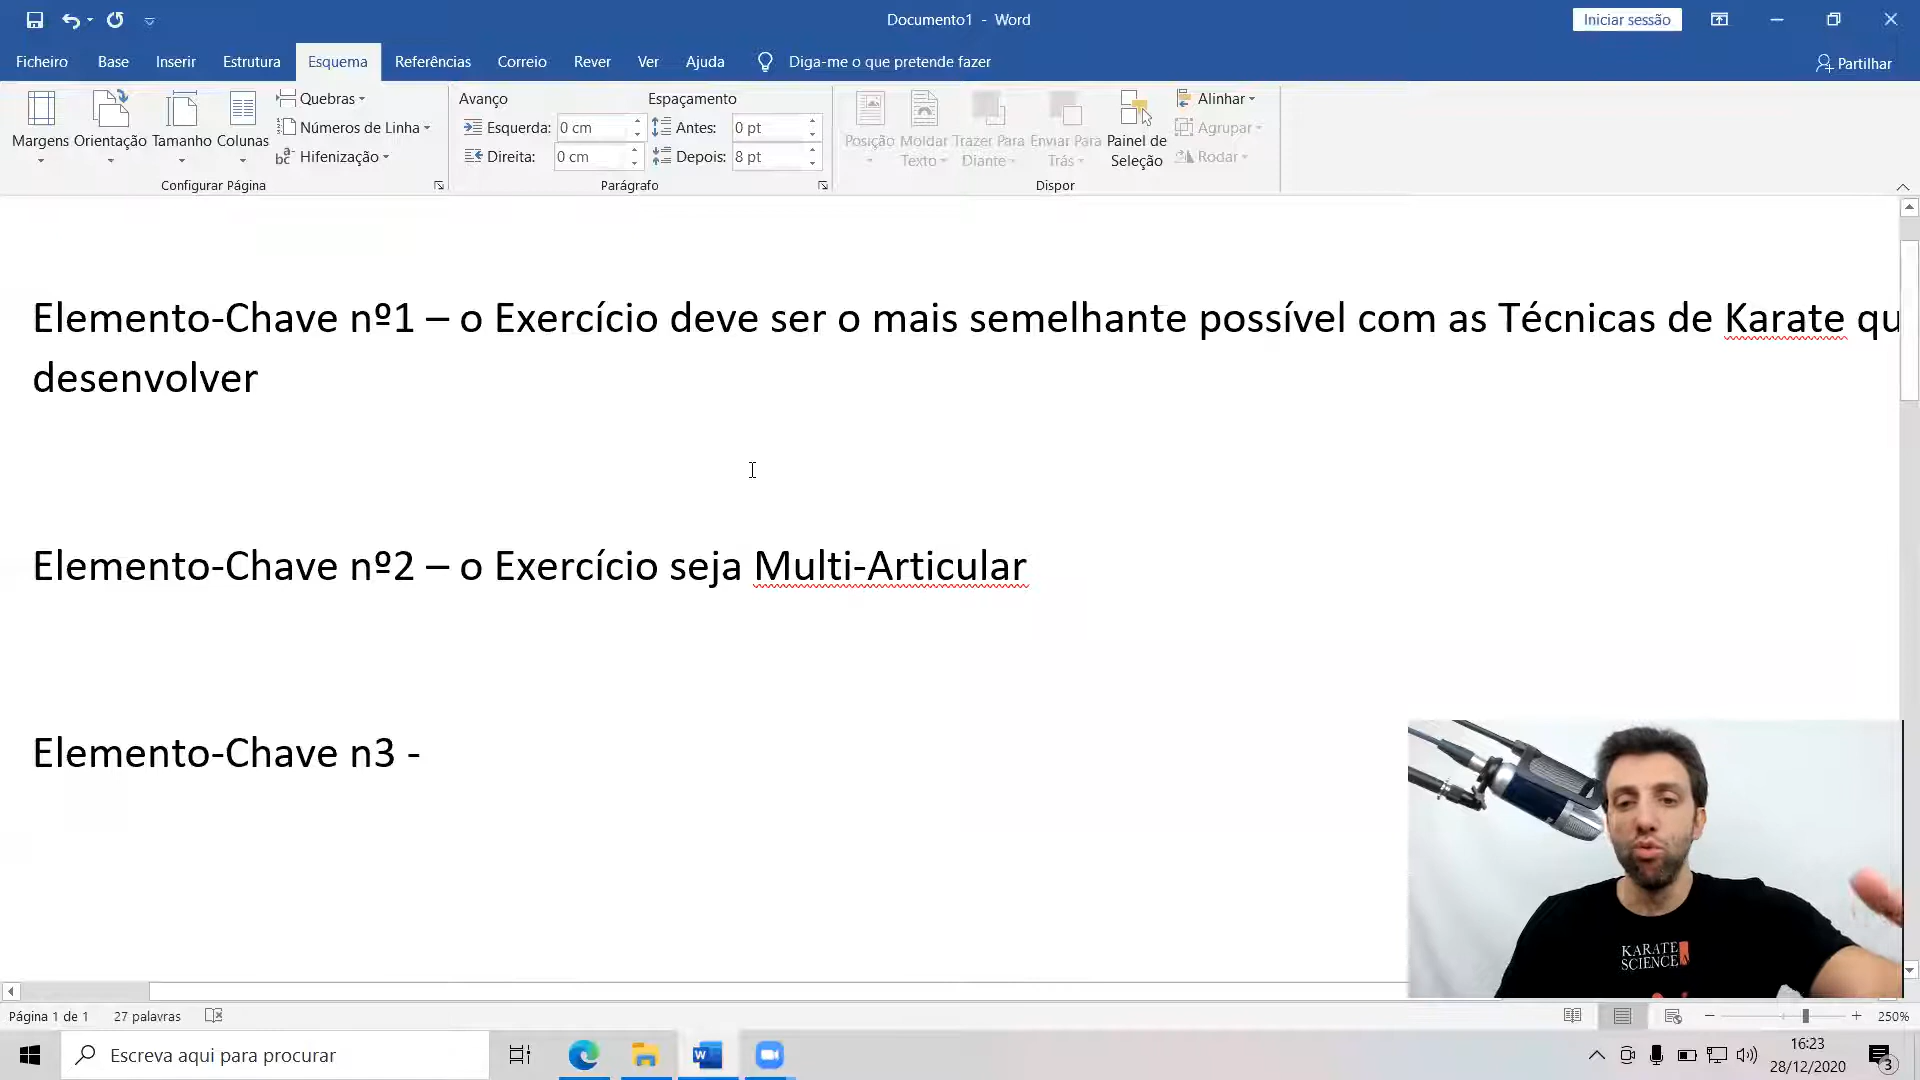 Documento1 - Word
Iniciar sessão
Ficheiro Base Inserir Estrutura Esquema Referências Correio Rever Ver Ajuda Diga-me o que pretende fazer Partilhar
Margens
Orientação
Tamanho
Colunas
Quebras
Números de Linha
Hifenização
Configurar Página
Avanço
Esquerda: 0 cm
Direita: 0 cm
Espaçamento
Antes: 0 pt
Depois: 8 pt
Parágrafo
Posição
Moldar
Texto
Trazer Para
Diante
Enviar Para
Trás
Painel de
Seleção
Alinhar
Agrupar
Rodar
Dispor
Elemento-Chave nº1 – o Exercício deve ser o mais semelhante possível com as Técnicas de Karate qu
desenvolver
Elemento-Chave nº2 – o Exercício seja Multi-Articular
Elemento-Chave n3 -
KARATE
SCIENCE
Página 1 de 1 27 palavras 250%
Escreva aqui para procurar
16:23
28/12/2020
3